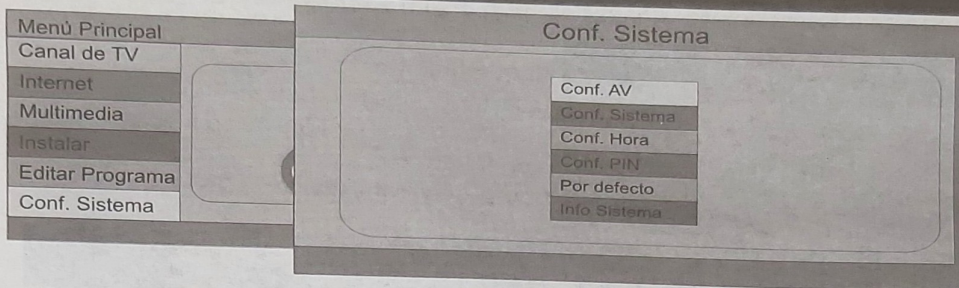 Menú Principal
Canal de TV
Internet
Multimedia
Instalar
Editar Programa
Conf. Sistema
Conf. Sistema
Conf. AV
Conf. Sistema
Conf. Hora
Conf. PIN
Por defecto
Info Sistema